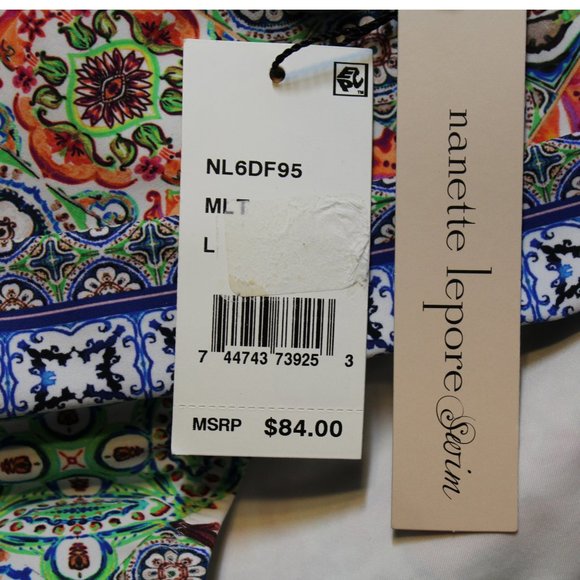 NL6DF95
MLT
L
7 44743 73925 3
MSRP $84.00
nanette lepore Swim